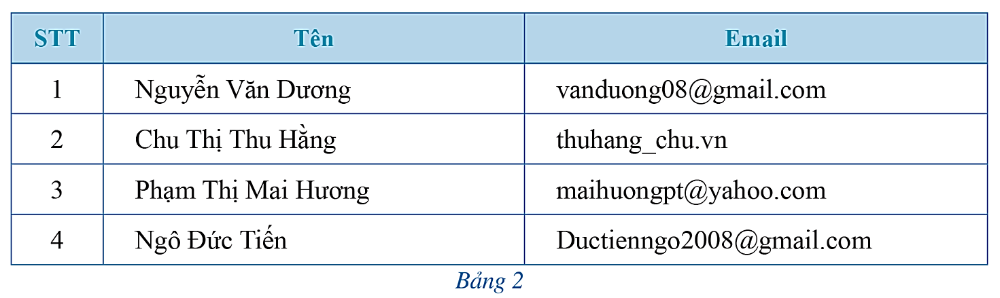 STT Tên Email
1 Nguyễn Văn Dương vanduong08@gmail.com
2 Chu Thị Thu Hằng thuhang_chu.vn
3 Phạm Thị Mai Hương maihuongpt@yahoo.com
4 Ngô Đức Tiến Ductienngo2008@gmail.com
Bảng 2